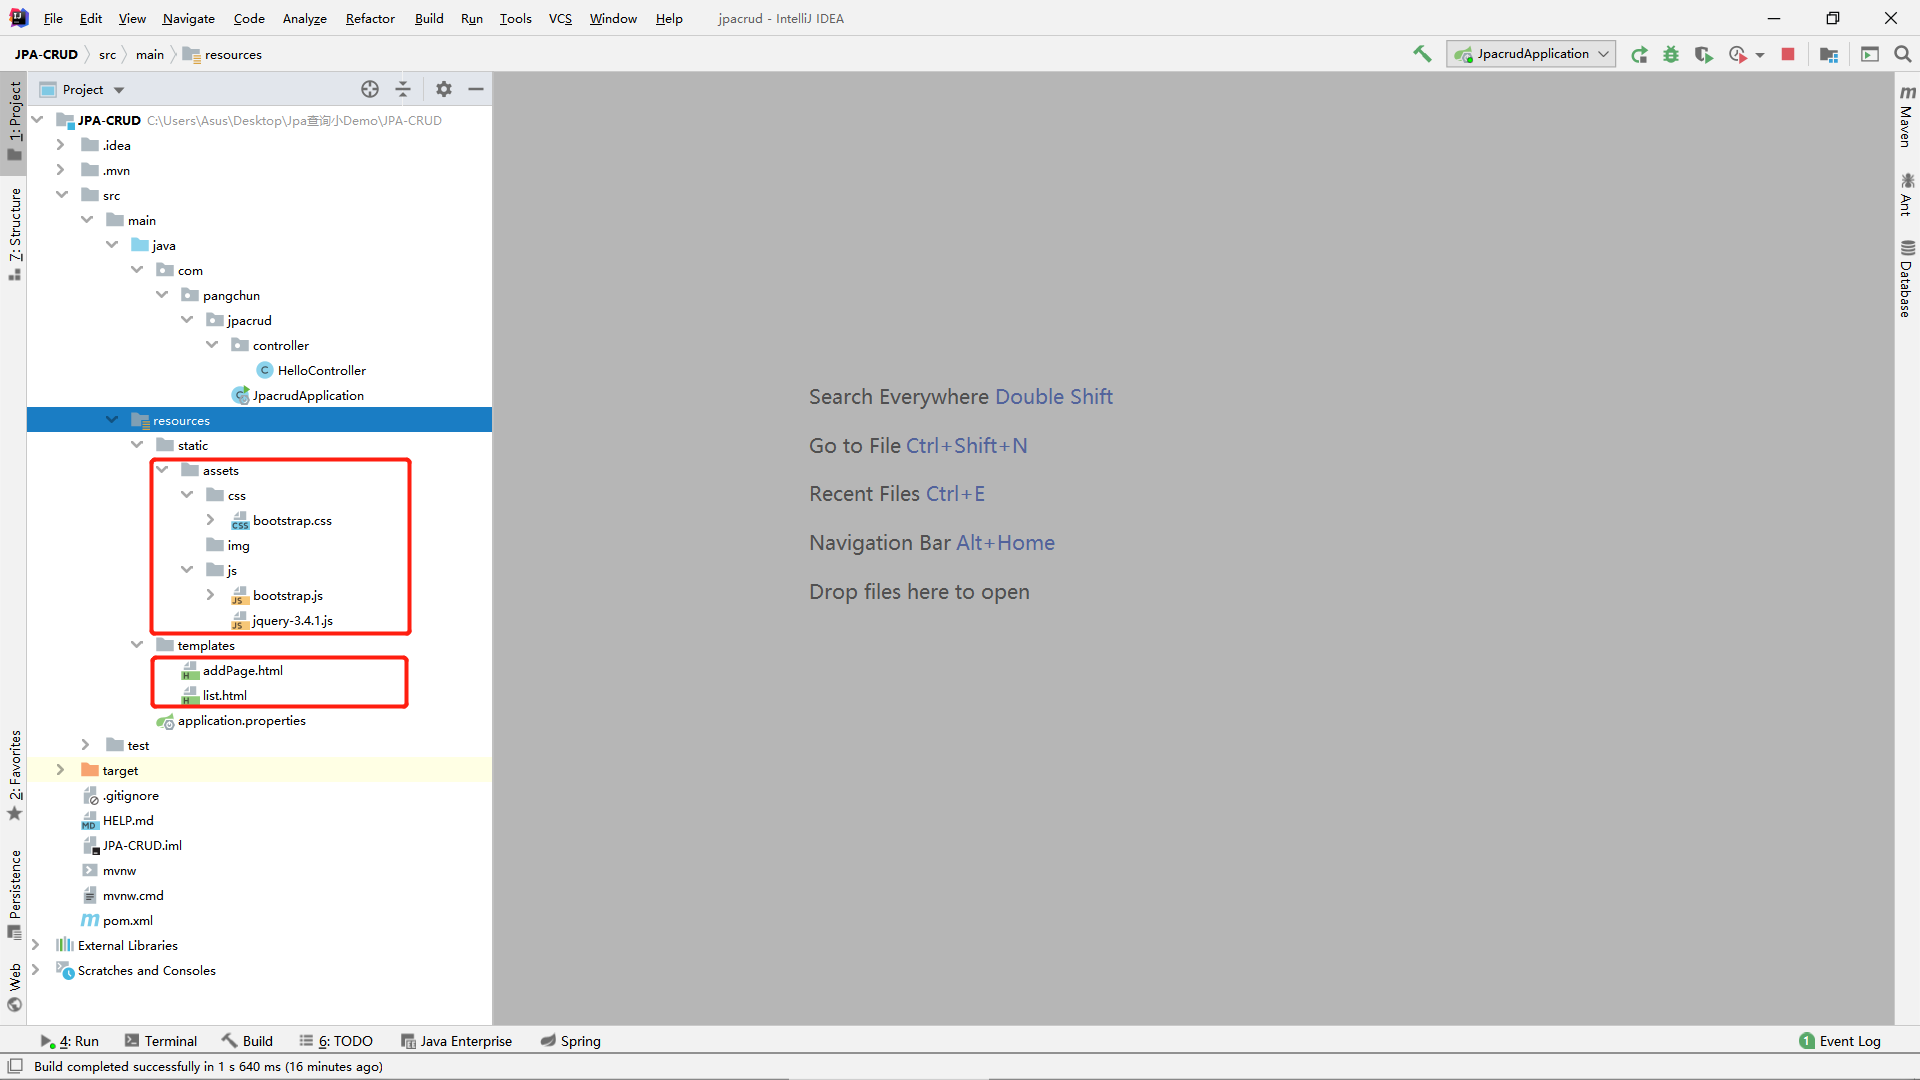 File Edit View Navigate Code Analyze Refactor Build Run Tools VCS Window Help jpacrud - IntelliJ IDEA
JPA-CRUD src main resources JpacrudApplication
Project
1: Project
Z: Structure
2: Favorites
Persistence
Web
JPA-CRUD C:\Users\Asus\Desktop\Jpa查询小Demo\JPA-CRUD
.idea
.mvn
src
main
java
com
pangchun
jpacrud
controller
C HelloController
JpacrudApplication
resources
static
assets
css
CSS bootstrap.css
img
js
JS bootstrap.js
JS jquery-3.4.1.js
templates
H addPage.html
H list.html
application.properties
test
target
.gitignore
MD HELP.md
JPA-CRUD.iml
mvnw
mvnw.cmd
m pom.xml
External Libraries
Scratches and Consoles
Search Everywhere Double Shift
Go to File Ctrl+Shift+N
Recent Files Ctrl+E
Navigation Bar Alt+Home
Drop files here to open
m Maven
Ant
Database
4: Run Terminal Build 6: TODO Java Enterprise Spring 1 Event Log
Build completed successfully in 1 s 640 ms (16 minutes ago)